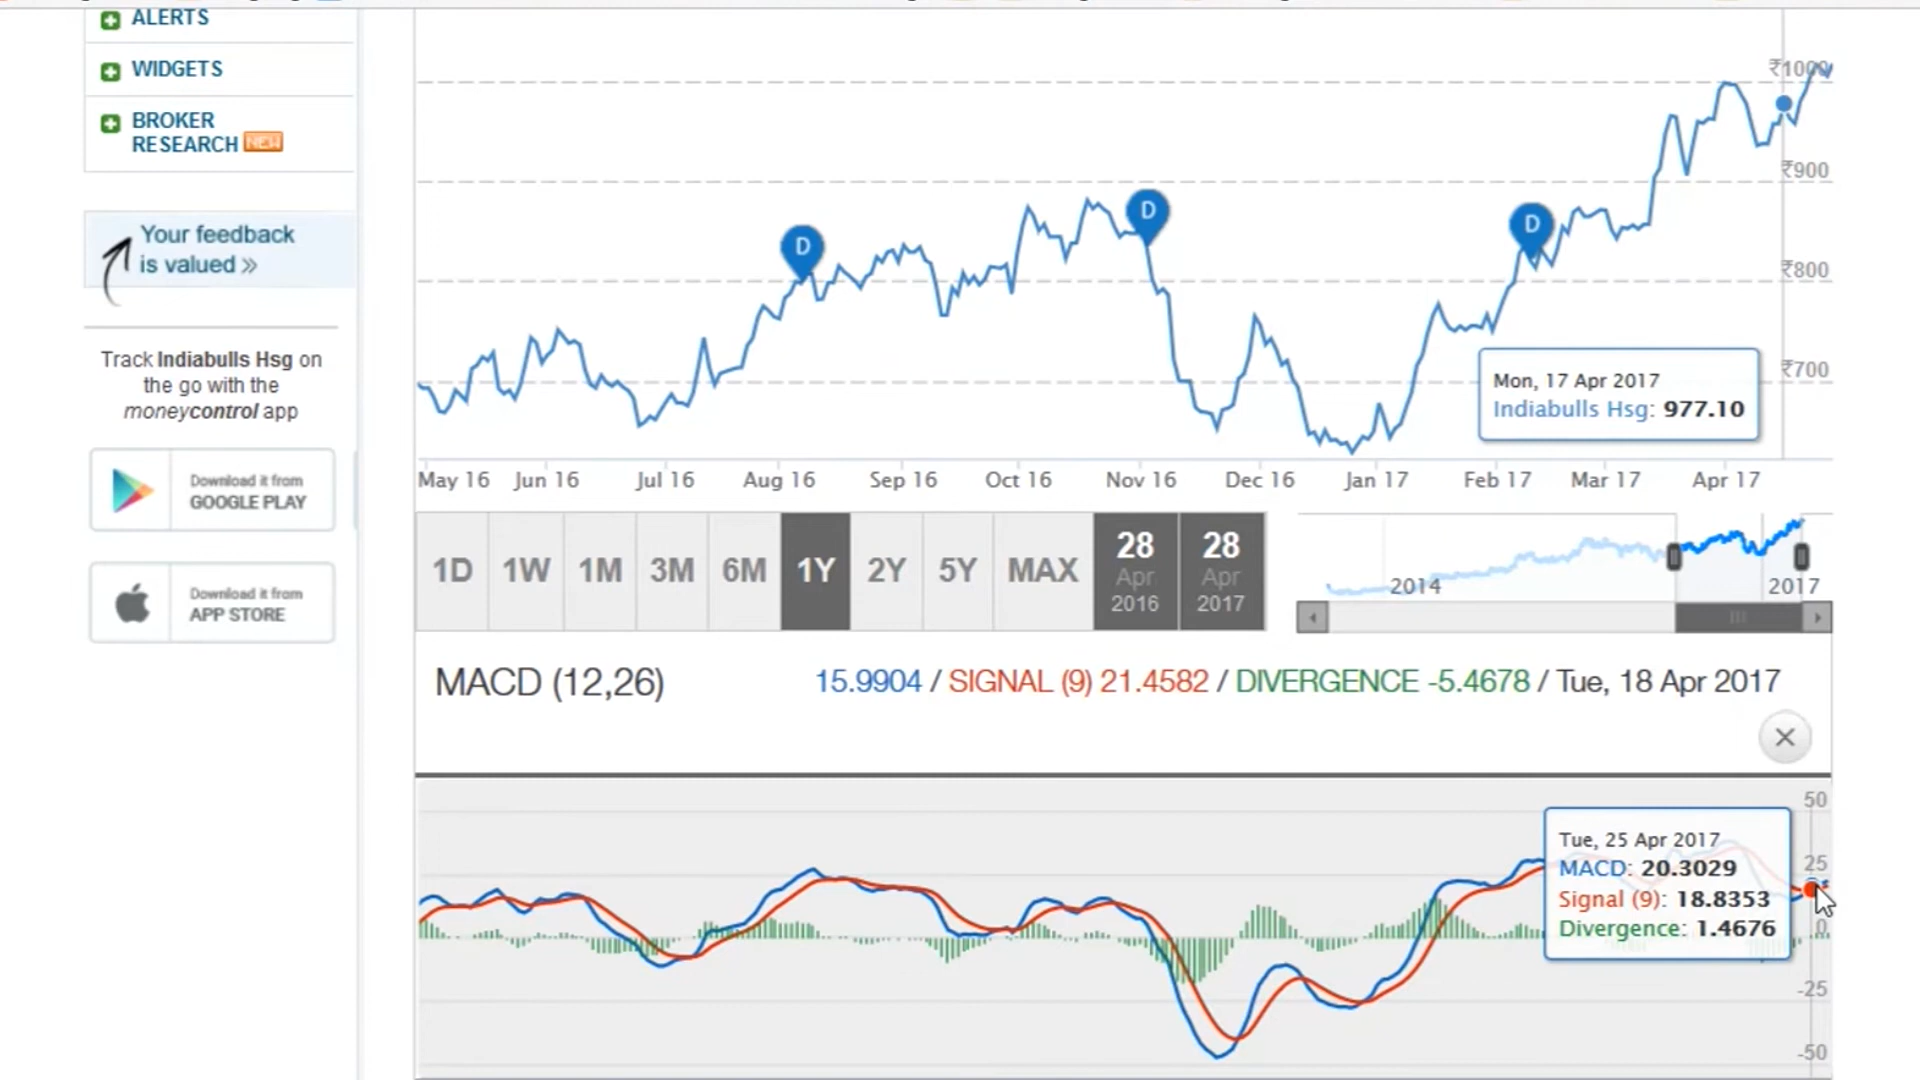 ALERTS
WIDGETS
BROKER
RESEARCH NEW
Your feedback
is valued »
Track Indiabulls Hsg on
the go with the
moneycontrol app
Download it from
GOOGLE PLAY
Download it from
APP STORE
₹1000
₹900
₹800
₹700
D
D
D
Mon, 17 Apr 2017
Indiabulls Hsg: 977.10
May 16 Jun 16 Jul 16 Aug 16 Sep 16 Oct 16 Nov 16 Dec 16 Jan 17 Feb 17 Mar 17 Apr 17
1D 1W 1M 3M 6M 1Y 2Y 5Y MAX
28 Apr 2016
28 Apr 2017
2014 2017
MACD (12,26) 15.9904 / SIGNAL (9) 21.4582 / DIVERGENCE -5.4678 / Tue, 18 Apr 2017
50
25
0
-25
-50
Tue, 25 Apr 2017
MACD: 20.3029
Signal (9): 18.8353
Divergence: 1.4676